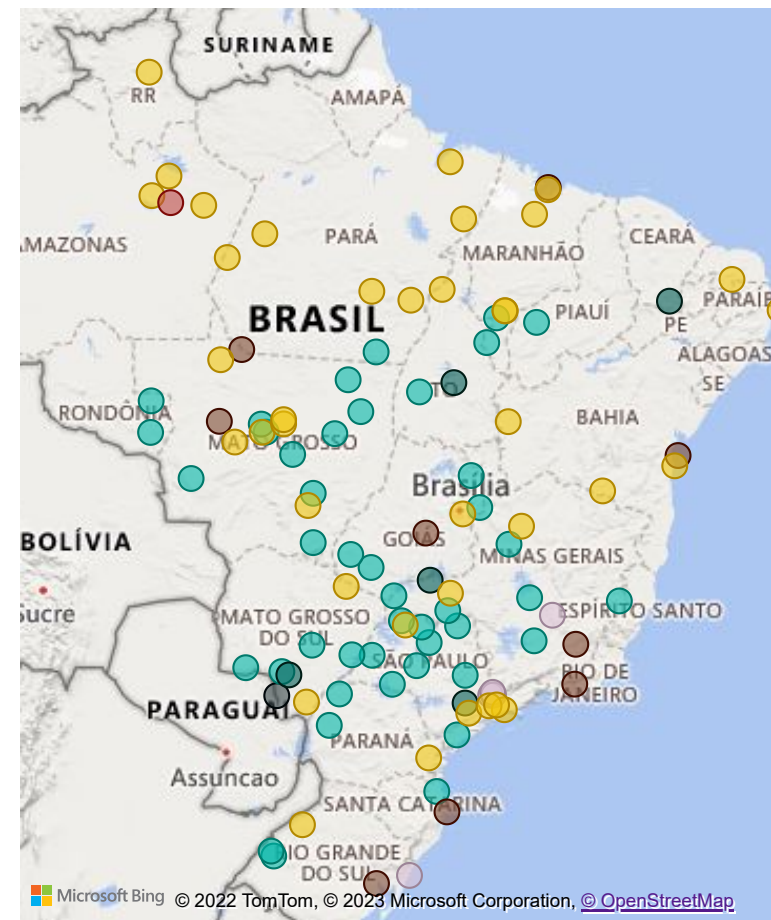 SURINAME
RR
AMAPÁ
AMAZONAS
PARÁ
MARANHÃO
CEARÁ
BRASIL
PIAUÍ
PARAÍB
PE
ALAGOAS
SE
TO
RONDÔNIA
BAHIA
MATO GROSSO
Brasília
BOLÍVIA
GOIÁS
MINAS GERAIS
Sucre
MATO GROSSO
DO SUL
ESPÍRITO SANTO
SÃO PAULO
RIO DE
JANEIRO
PARAGUAI
PARANÁ
Assuncao
SANTA CATARINA
RIO GRANDE
DO SUL
Microsoft Bing
© 2022 TomTom, © 2023 Microsoft Corporation, © OpenStreetMap